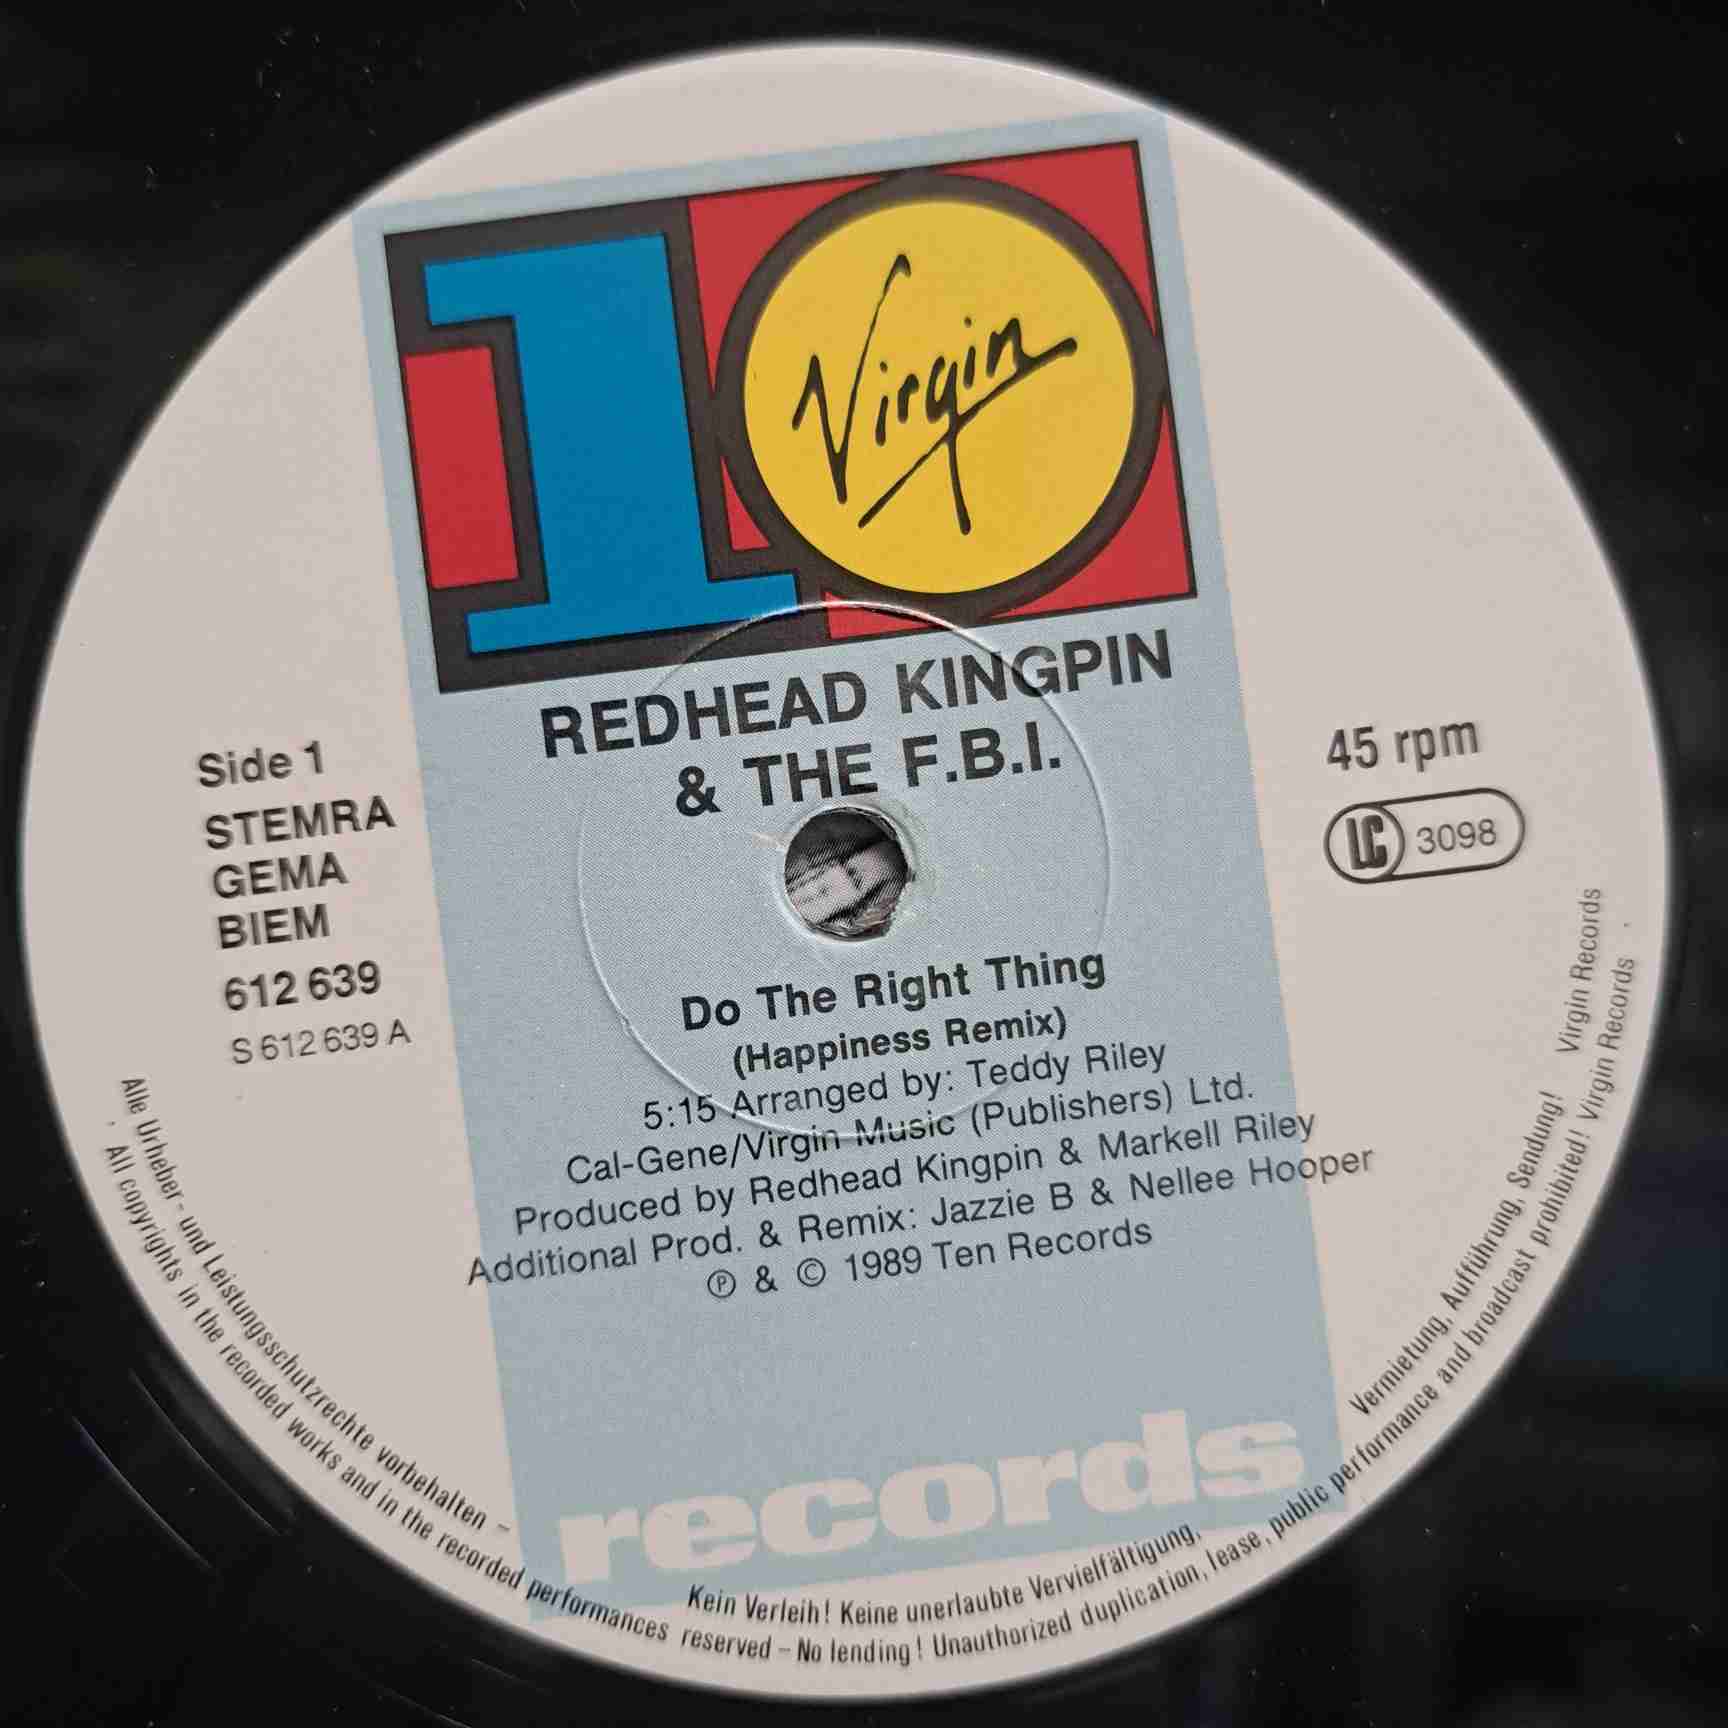 10
Virgin
REDHEAD KINGPIN
& THE F.B.I.
Side 1
STEMRA
GEMA
BIEM
612 639
S 612 639 A
45 rpm
LC 3098
Do The Right Thing
(Happiness Remix)
5:15 Arranged by: Teddy Riley
Cal-Gene/Virgin Music (Publishers) Ltd.
Produced by Redhead Kingpin & Markell Riley
Additional Prod. & Remix: Jazzie B & Nellee Hooper
℗ & © 1989 Ten Records
records
Alle Urheber- und Leistungsschutzrechte vorbehalten – Kein Verleih! Keine unerlaubte Vervielfältigung, Vermietung, Aufführung, Sendung! Virgin Records
. All copyrights in the recorded works and in the recorded performances reserved – No lending! Unauthorized duplication, lease, public performance and broadcast prohibited! Virgin Records .